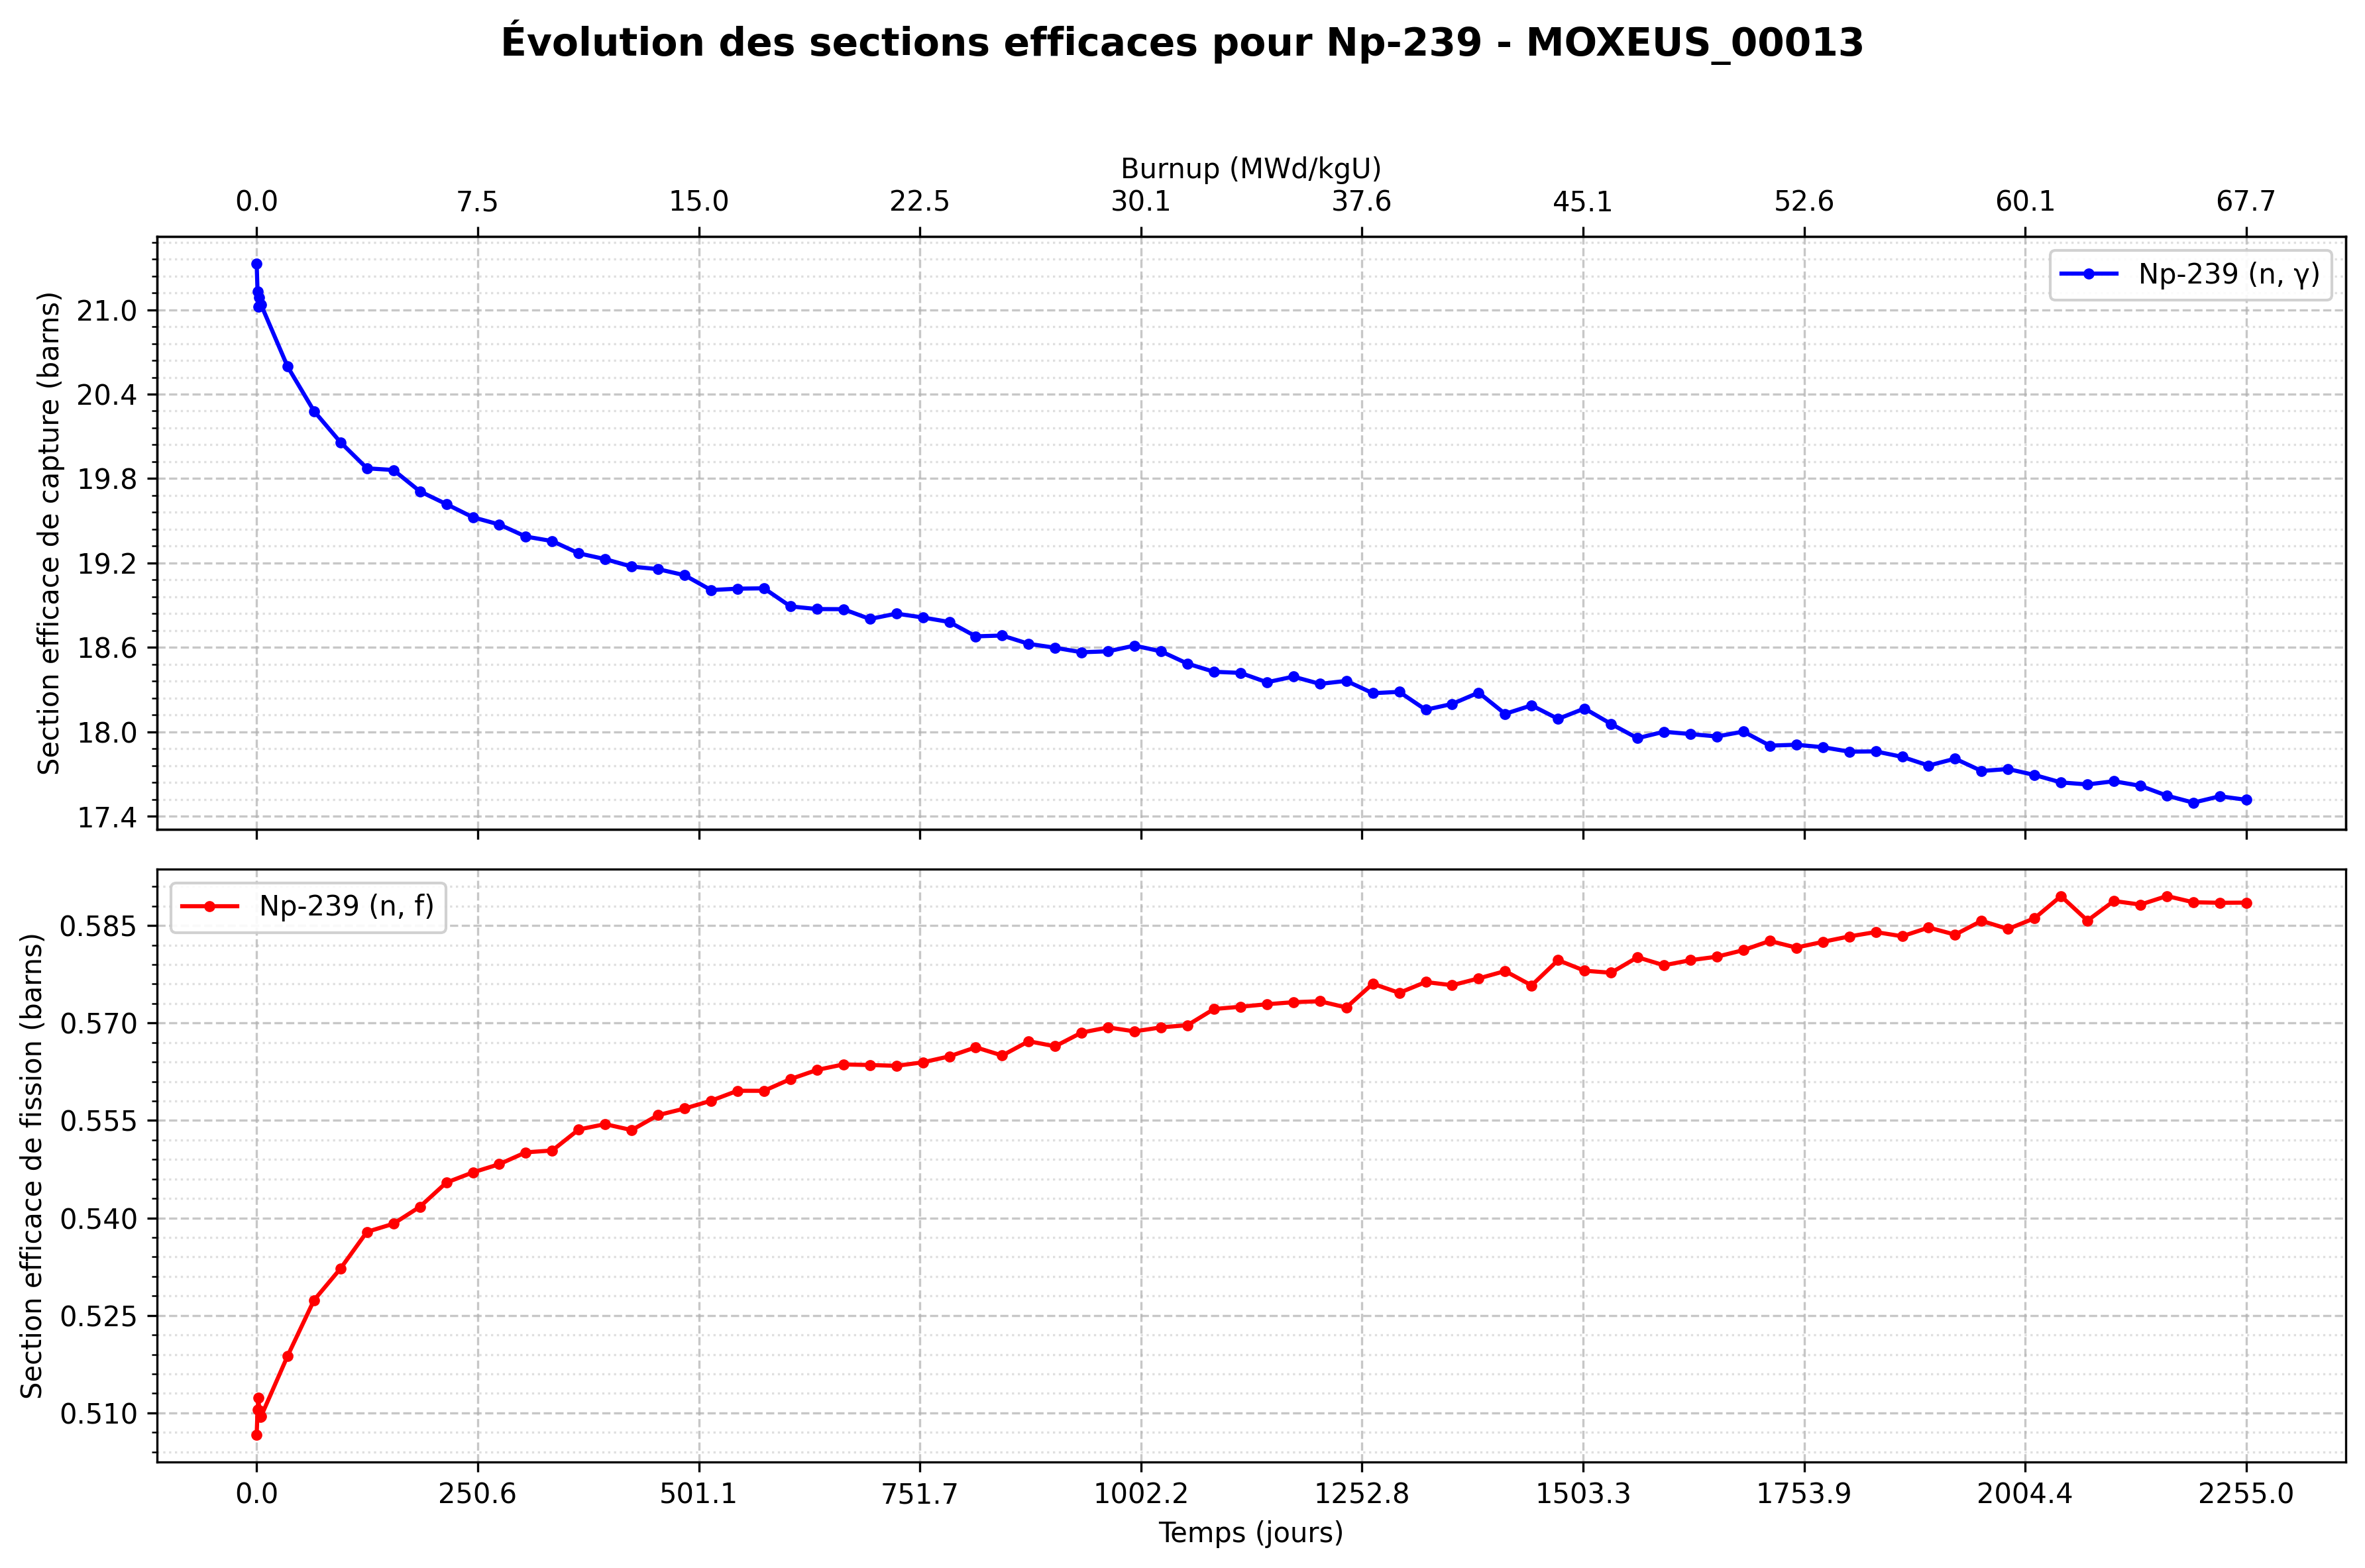 Évolution des sections efficaces pour Np-239 - MOXEUS_00013
Burnup (MWd/kgU)
0.0 7.5 15.0 22.5 30.1 37.6 45.1 52.6 60.1 67.7
Np-239 (n, γ)
Section efficace de capture (barns)
21.0
20.4
19.8
19.2
18.6
18.0
17.4
Np-239 (n, f)
Section efficace de fission (barns)
0.585
0.570
0.555
0.540
0.525
0.510
0.0 250.6 501.1 751.7 1002.2 1252.8 1503.3 1753.9 2004.4 2255.0
Temps (jours)